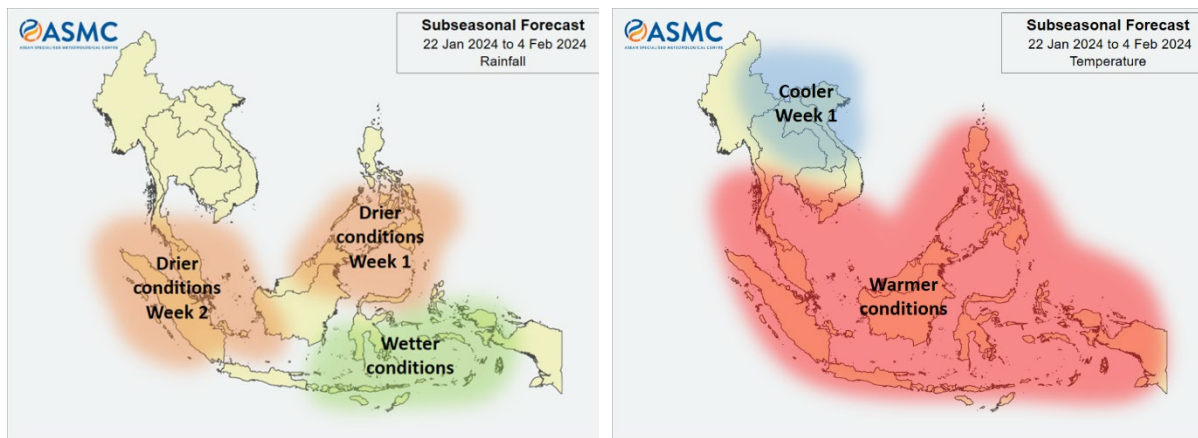 ASMC
ASEAN SPECIALISED METEOROLOGICAL CENTRE
Subseasonal Forecast
22 Jan 2024 to 4 Feb 2024
Rainfall
Drier
conditions
Week 1
Drier
conditions
Week 2
Wetter
conditions
ASMC
ASEAN SPECIALISED METEOROLOGICAL CENTRE
Subseasonal Forecast
22 Jan 2024 to 4 Feb 2024
Temperature
Cooler
Week 1
Warmer
conditions